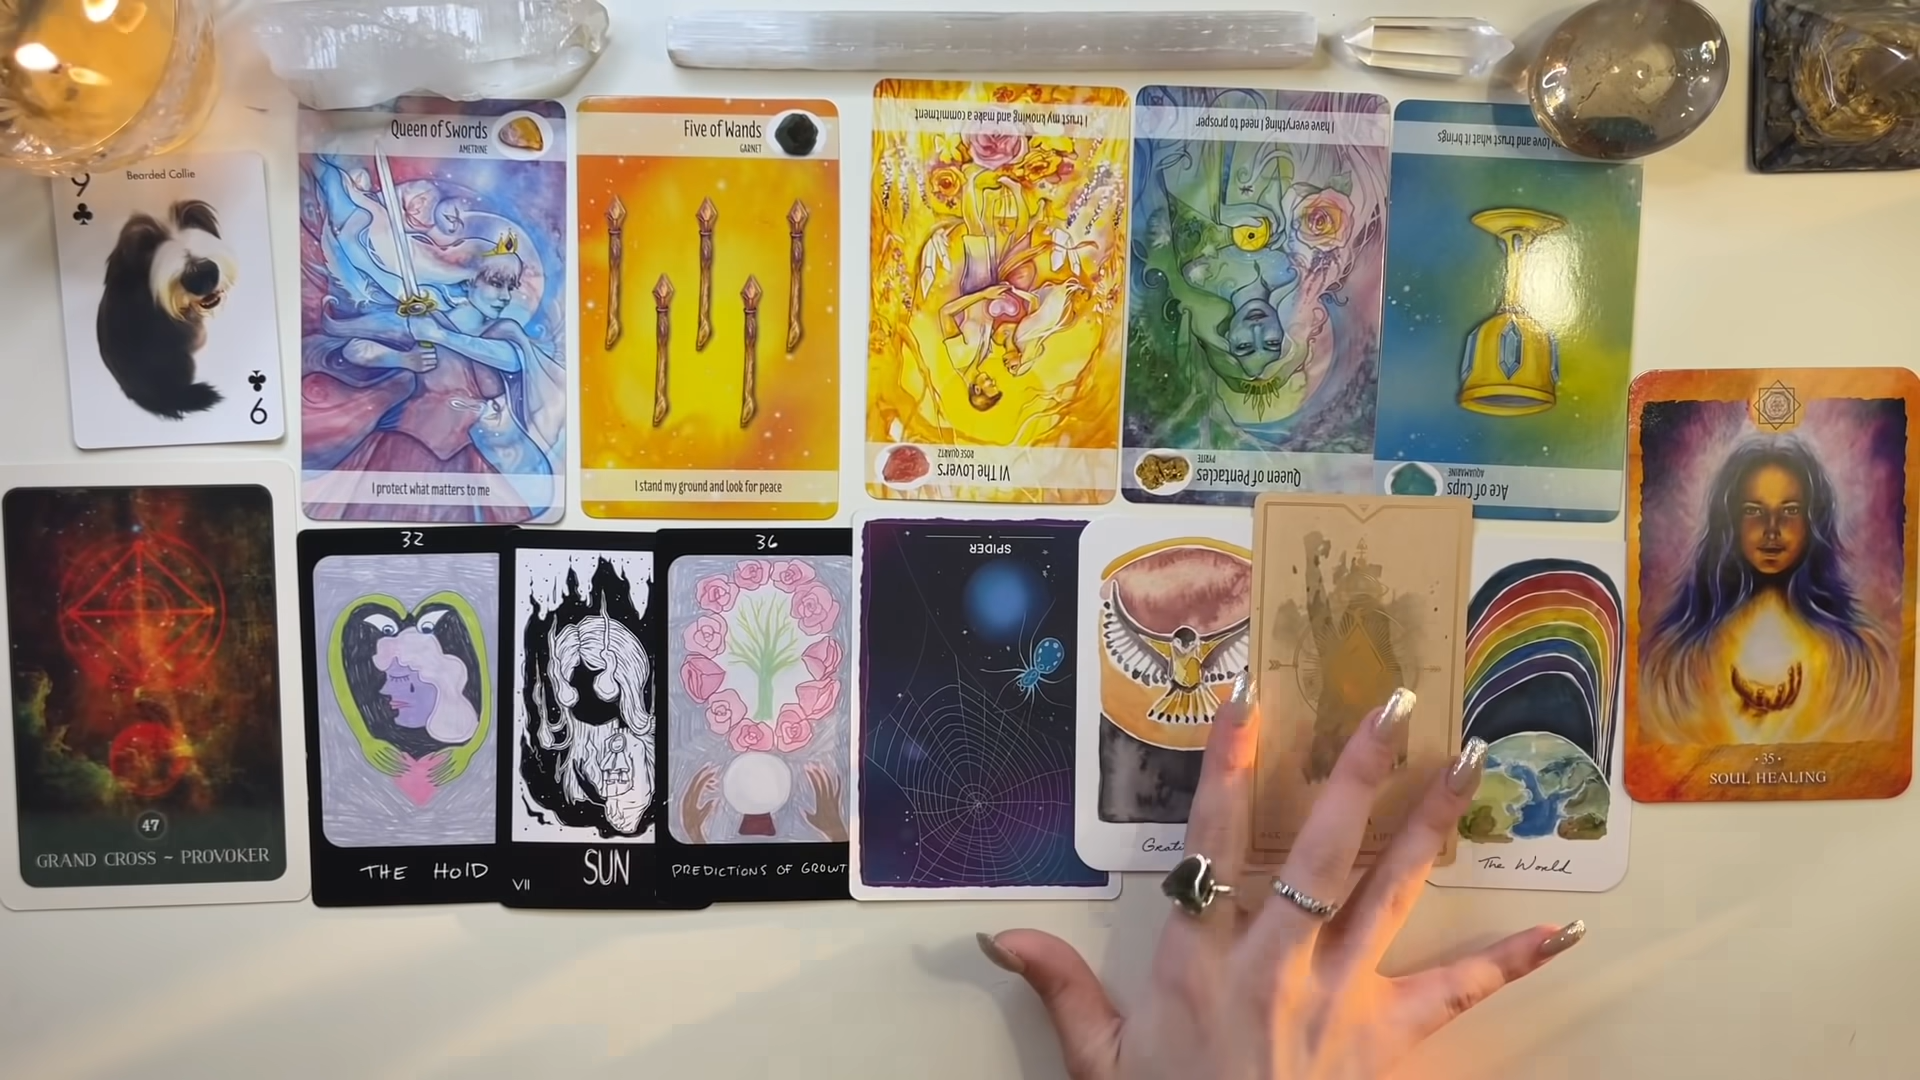 9
Bearded Collie
9
Queen of Swords
AMETRINE
I protect what matters to me
Five of Wands
GARNET
I stand my ground and look for peace
I trust my knowing and make a commitment
VI The Lovers
ROSE QUARTZ
I have everything I need to prosper
Queen of Pentacles
PYRITE
my love and trust what it brings
Ace of Cups
AQUAMARINE
47
GRAND CROSS ~ PROVOKER
32
THE HOLD
VII
SUN
36
PREDICTIONS OF GROWT
SPIDER
Grati
The World
· 35 ·
SOUL HEALING